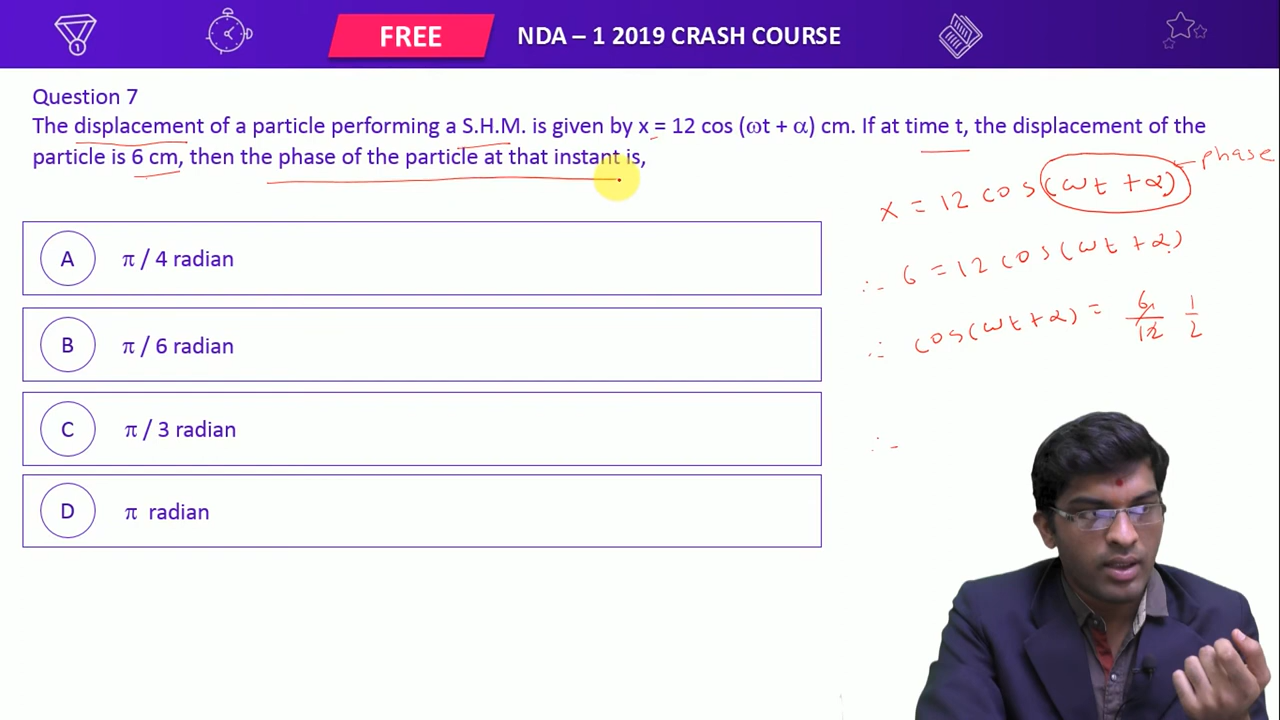 FREE
NDA – 1 2019 CRASH COURSE
Question 7
The displacement of a particle performing a S.H.M. is given by x = 12 cos (ωt + α) cm. If at time t, the displacement of the
particle is 6 cm, then the phase of the particle at that instant is,
A π / 4 radian
B π / 6 radian
C π / 3 radian
D π radian
x = 12 cos (ωt + α) ← phase
∴ 6 = 12 cos (ωt + α)
∴ cos (ωt + α) = 6/12 1/2
∴